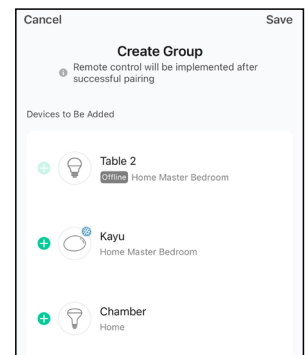 Cancel Save
Create Group
Remote control will be implemented after
successful pairing
Devices to Be Added
Table 2
Offline Home Master Bedroom
Kayu
Home Master Bedroom
Chamber
Home